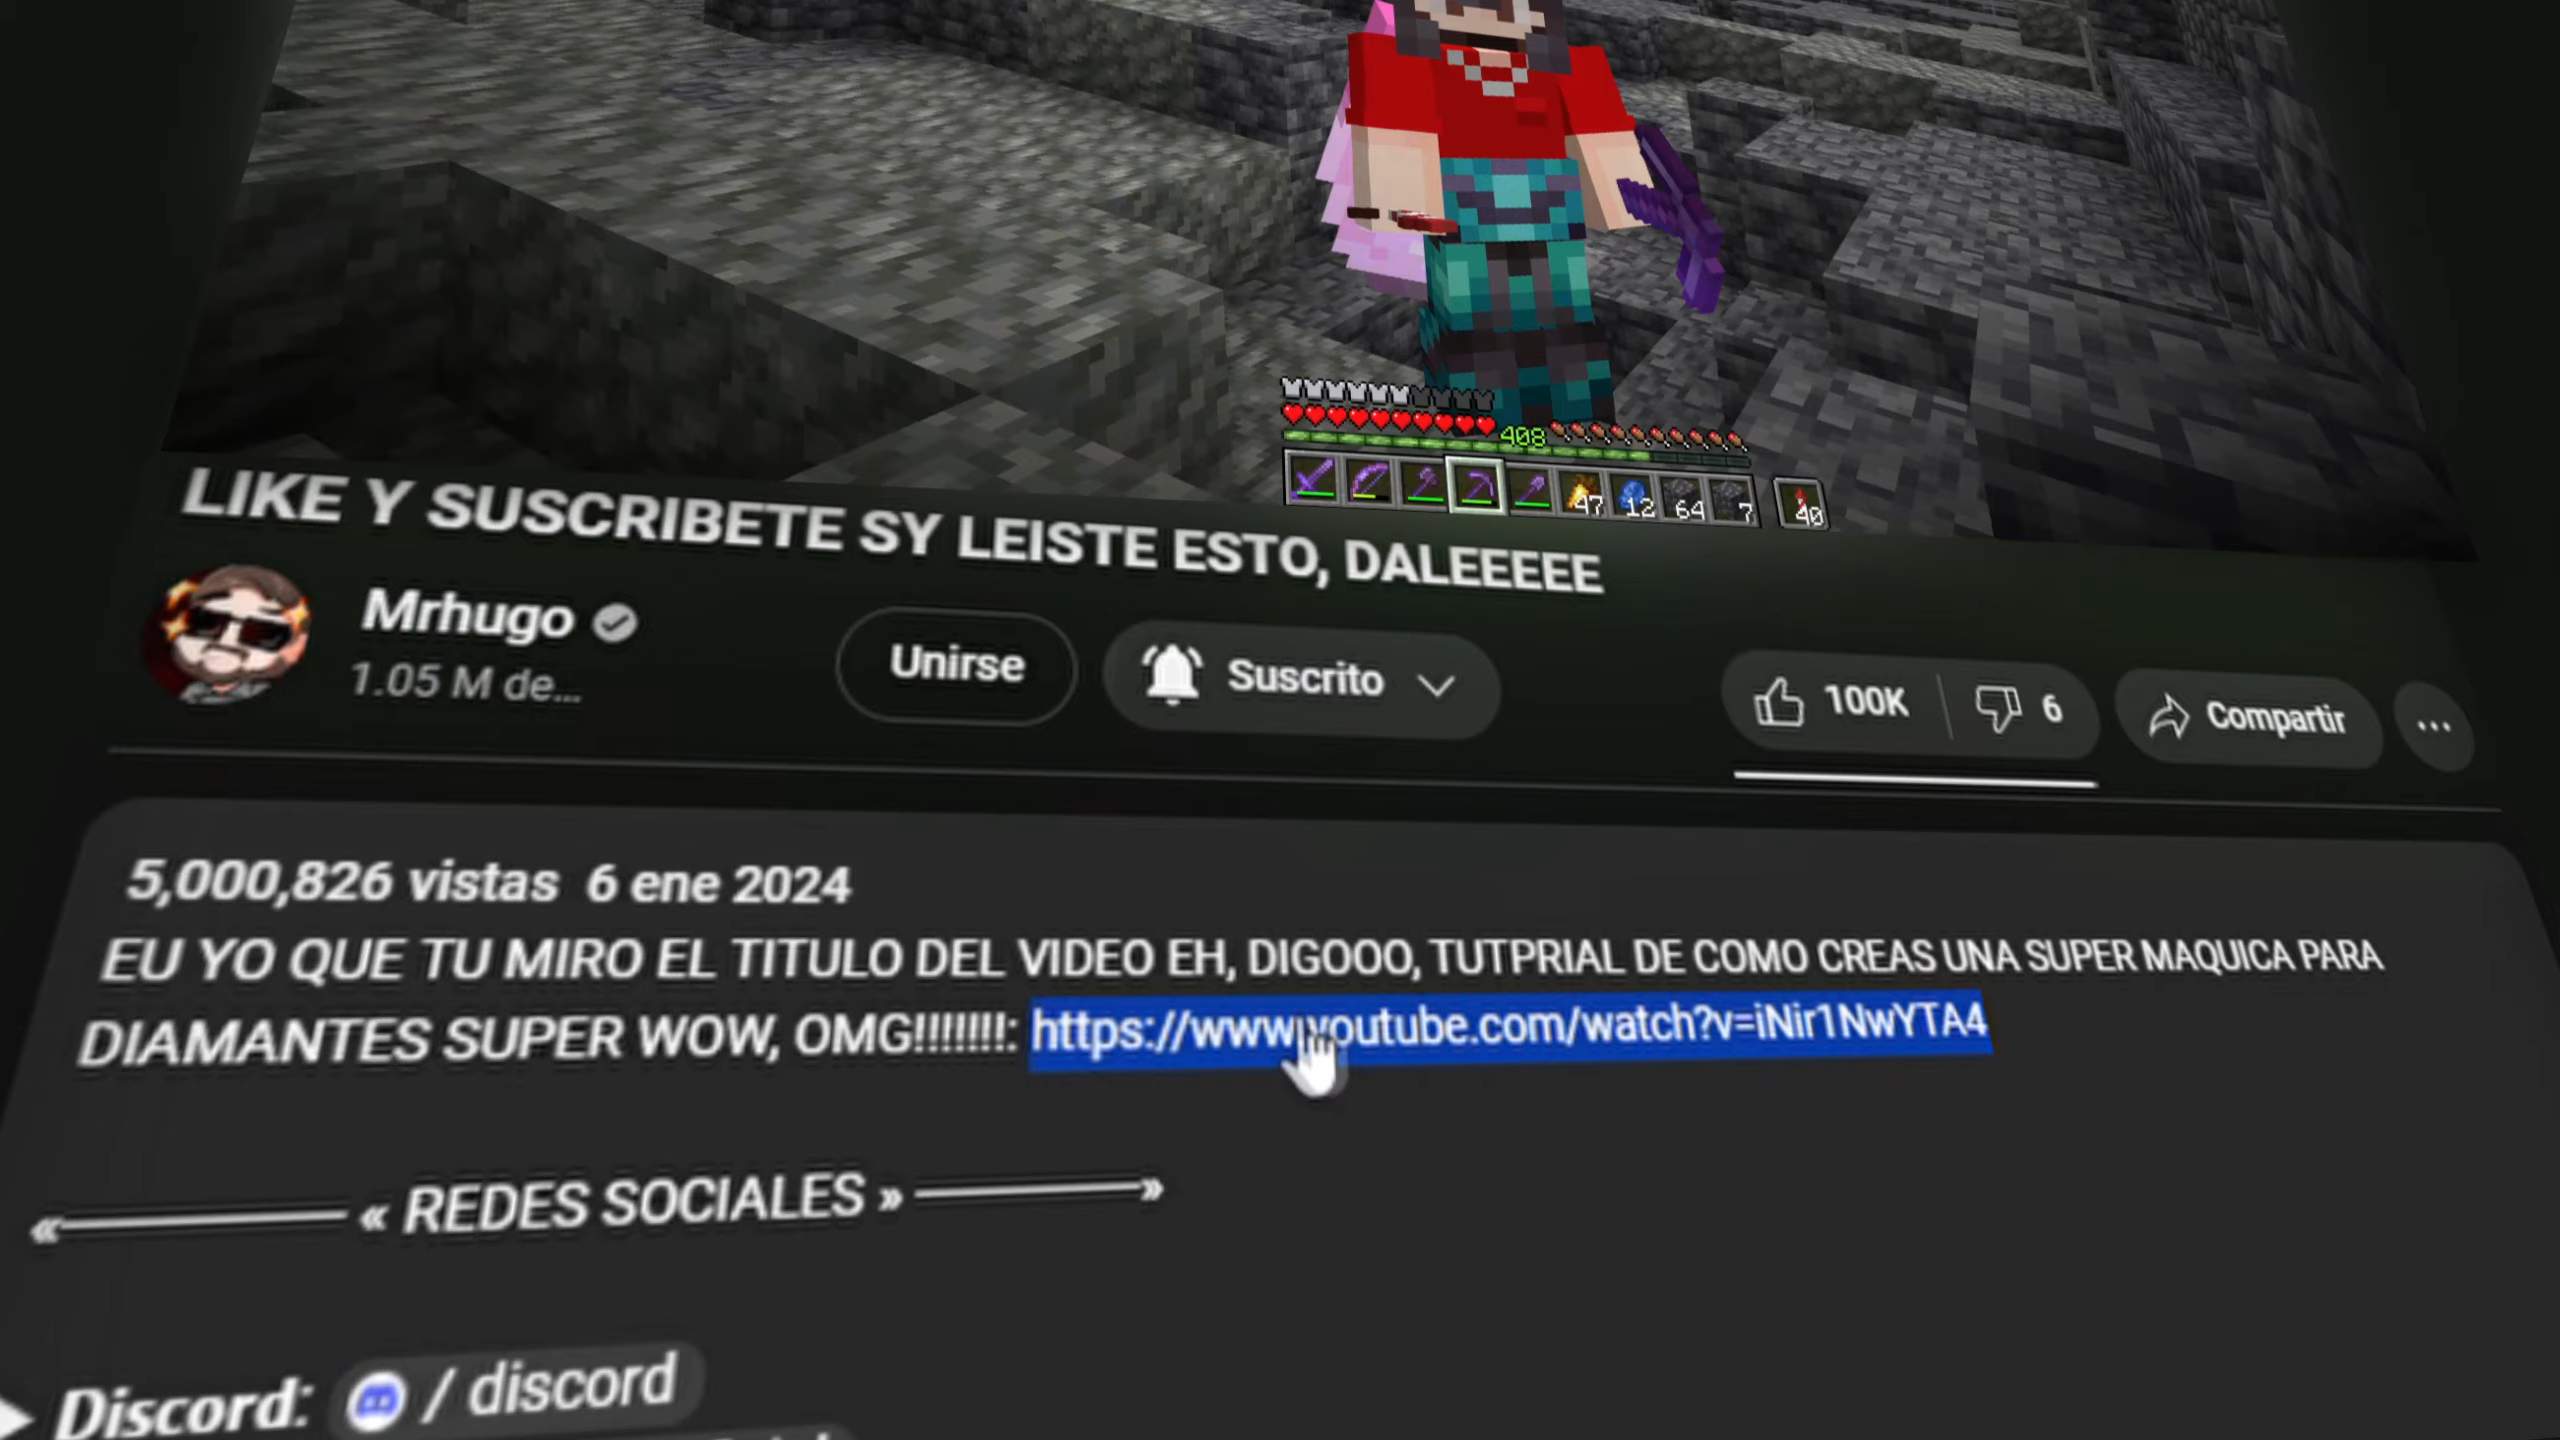 408
47 12 64 7 40
LIKE Y SUSCRIBETE SY LEISTE ESTO, DALEEEEE
Mrhugo
1.05 M de...
Unirse
Suscrito
100K
6
Compartir
5,000,826 vistas 6 ene 2024
EU YO QUE TU MIRO EL TITULO DEL VIDEO EH, DIGOOO, TUTPRIAL DE COMO CREAS UNA SUPER MAQUICA PARA
DIAMANTES SUPER WOW, OMG!!!!!!!: https://www.youtube.com/watch?v=iNir1NwYTA4
« REDES SOCIALES »
Discord: / discord